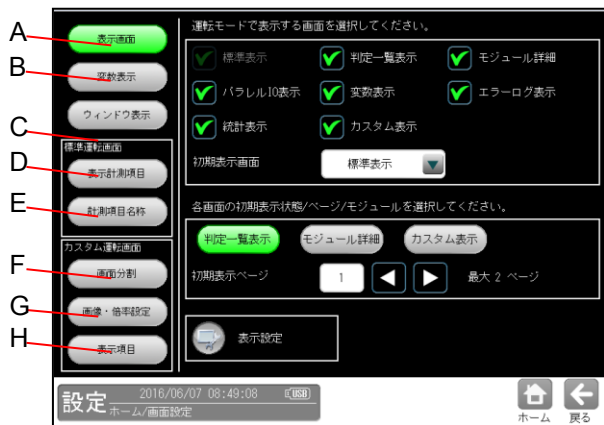 A
B
C
D
E
F
G
H
表示画面
変数表示
ウィンドウ表示
標準運転画面
表示計測項目
計測項目名称
カスタム運転画面
画面分割
画像・倍率設定
表示項目
運転モードで表示する画面を選択してください。
標準表示 判定一覧表示 モジュール詳細
パラレルIO表示 変数表示 エラーログ表示
統計表示 カスタム表示
初期表示画面 標準表示
各画面の初期表示状態/ページ/モジュールを選択してください。
判定一覧表示 モジュール詳細 カスタム表示
初期表示ページ 1 最大 2 ページ
表示設定
設定 2016/06/07 08:49:08 USB
ホーム/画面設定
ホーム 戻る